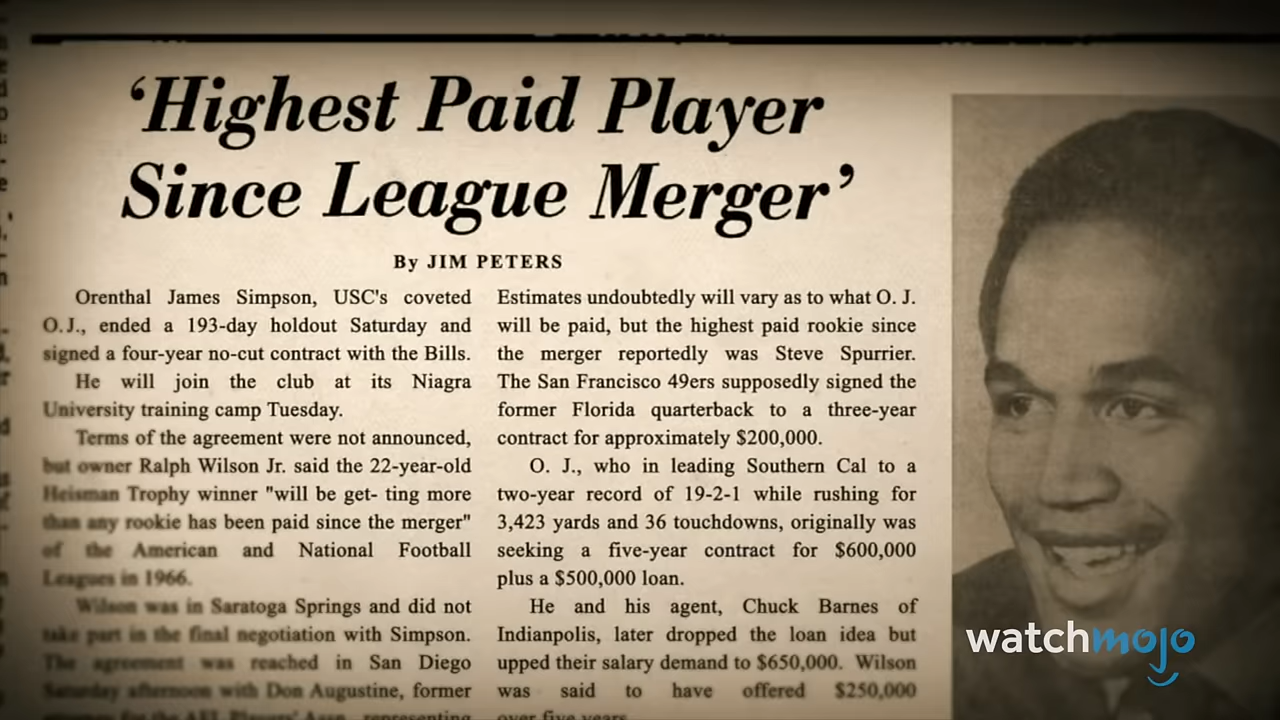 ‘Highest Paid Player
Since League Merger’
By JIM PETERS
Orenthal James Simpson, USC's coveted
O.J., ended a 193-day holdout Saturday and
signed a four-year no-cut contract with the Bills.
He will join the club at its Niagra
University training camp Tuesday.
Terms of the agreement were not announced,
but owner Ralph Wilson Jr. said the 22-year-old
Heisman Trophy winner "will be get- ting more
than any rookie has been paid since the merger"
of the American and National Football
Leagues in 1966.
Wilson was in Saratoga Springs and did not
take part in the final negotiation with Simpson.
The agreement was reached in San Diego
Saturday afternoon with Don Augustine, former
Estimates undoubtedly will vary as to what O. J.
will be paid, but the highest paid rookie since
the merger reportedly was Steve Spurrier.
The San Francisco 49ers supposedly signed the
former Florida quarterback to a three-year
contract for approximately $200,000.
O. J., who in leading Southern Cal to a
two-year record of 19-2-1 while rushing for
3,423 yards and 36 touchdowns, originally was
seeking a five-year contract for $600,000
plus a $500,000 loan.
He and his agent, Chuck Barnes of
Indianpolis, later dropped the loan idea but
upped their salary demand to $650,000. Wilson
was said to have offered $250,000
over five years
watchmojo